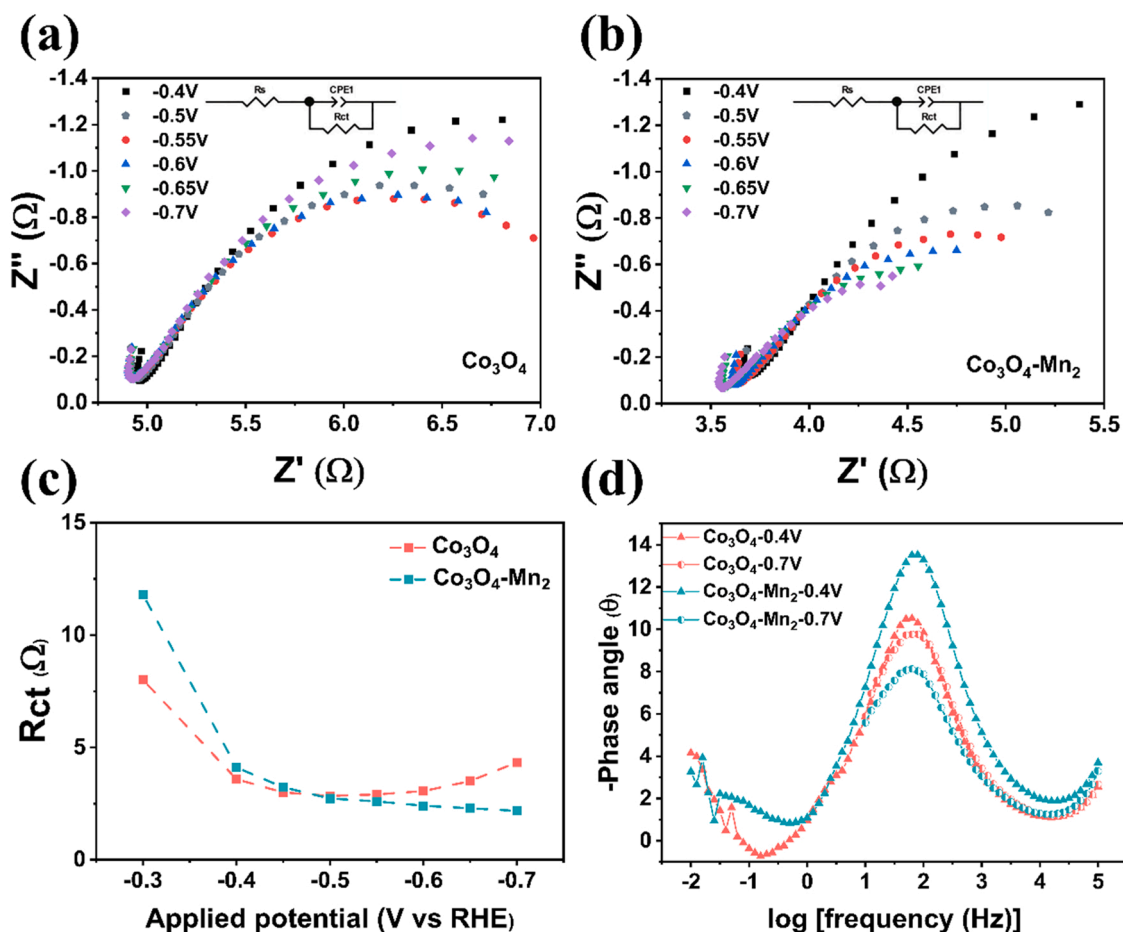 (a)
Z'' (Ω)
-1.4
-1.2
-1.0
-0.8
-0.6
-0.4
-0.2
0.0
-0.4V
-0.5V
-0.55V
-0.6V
-0.65V
-0.7V
Rs
CPE1
Rct
Co₃O₄
5.0 5.5 6.0 6.5 7.0
Z' (Ω)
(b)
Z'' (Ω)
-1.4
-1.2
-1.0
-0.8
-0.6
-0.4
-0.2
0.0
-0.4V
-0.5V
-0.55V
-0.6V
-0.65V
-0.7V
Rs
CPE1
Rct
Co₃O₄-Mn₂
3.5 4.0 4.5 5.0 5.5
Z' (Ω)
(c)
Rct (Ω)
15
10
5
0
Co₃O₄
Co₃O₄-Mn₂
-0.3 -0.4 -0.5 -0.6 -0.7
Applied potential (V vs RHE)
(d)
-Phase angle (θ)
14
12
10
8
6
4
2
0
Co₃O₄-0.4V
Co₃O₄-0.7V
Co₃O₄-Mn₂-0.4V
Co₃O₄-Mn₂-0.7V
-2 -1 0 1 2 3 4 5
log [frequency (Hz)]